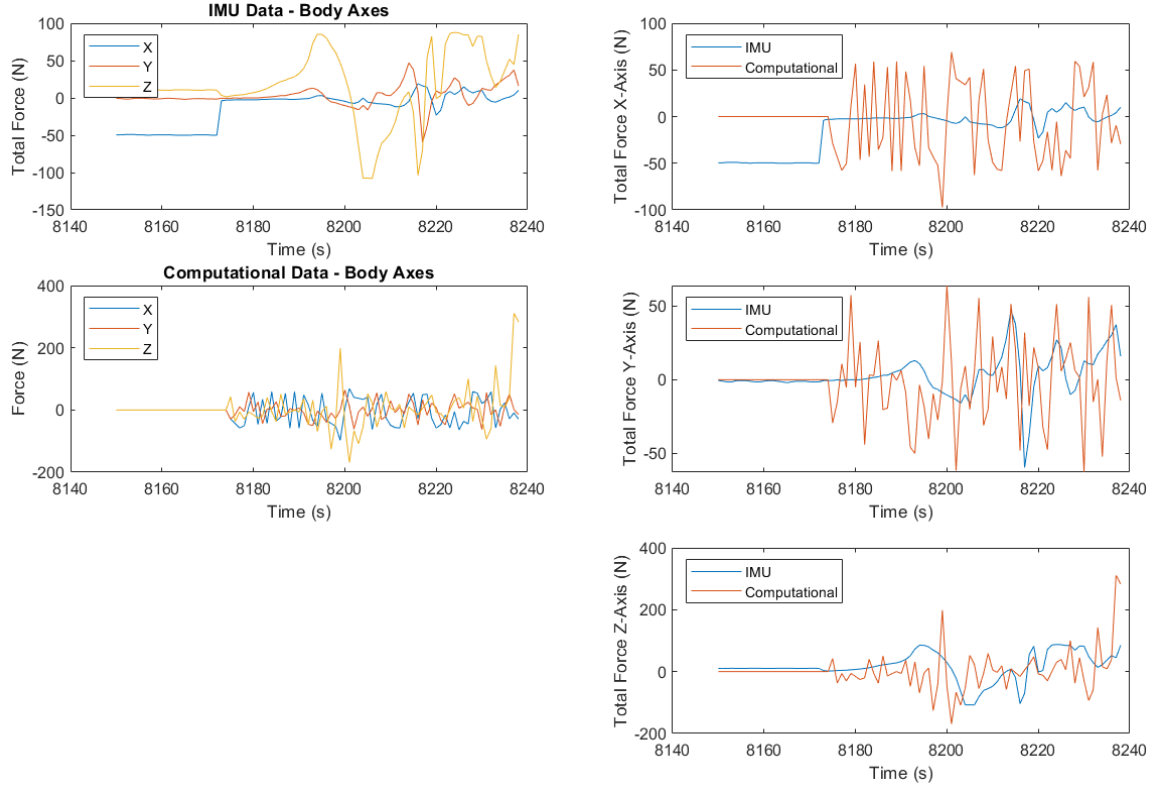 IMU Data - Body Axes
100
50
0
-50
-100
-150
Total Force (N)
X
Y
Z
8140 8160 8180 8200 8220 8240
Time (s)
Computational Data - Body Axes
400
200
0
-200
Force (N)
X
Y
Z
8140 8160 8180 8200 8220 8240
Time (s)
100
50
0
-50
-100
Total Force X-Axis (N)
IMU
Computational
8140 8160 8180 8200 8220 8240
Time (s)
50
0
-50
Total Force Y-Axis (N)
IMU
Computational
8140 8160 8180 8200 8220 8240
Time (s)
400
200
0
-200
Total Force Z-Axis (N)
IMU
Computational
8140 8160 8180 8200 8220 8240
Time (s)